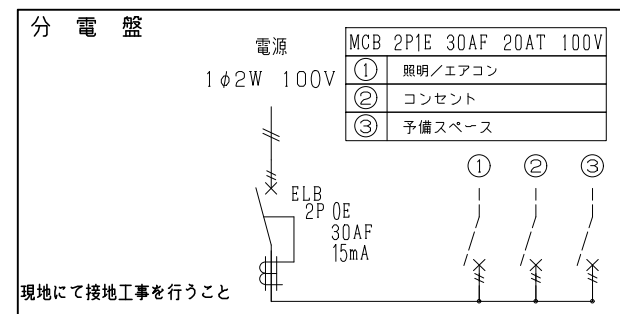 分 電 盤
電源
1φ2W 100V
MCB 2P1E 30AF 20AT 100V
① 照明/エアコン
② コンセント
③ 予備スペース
① ② ③
ELB
2P 0E
30AF
15mA
現地にて接地工事を行うこと